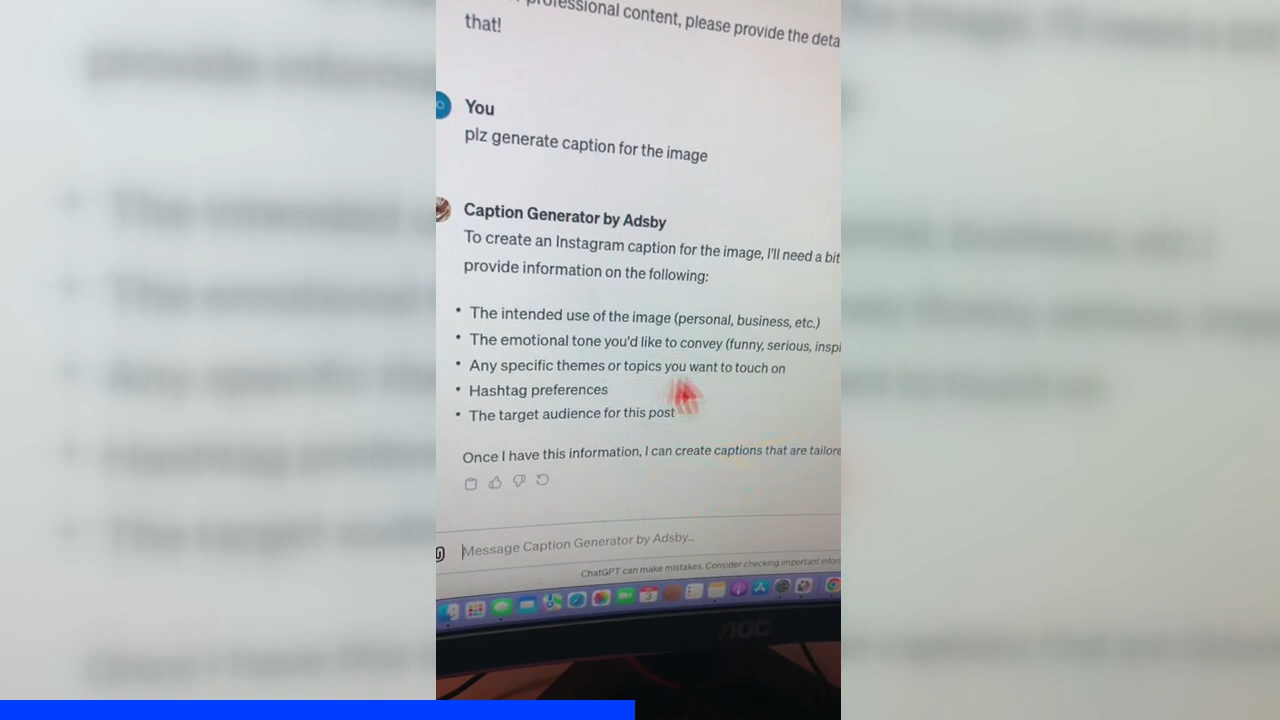 professional content, please provide the
that!
You
plz generate caption for the image
Caption Generator by Adsby
To create an Instagram caption for the image, I'll need a bit
provide information on the following:
• The intended use of the image (personal, business, etc.)
• The emotional tone you'd like to convey (funny, serious,
• Any specific themes or topics you want to touch on
• Hashtag preferences
• The target audience for this post
Once I have this information, I can create captions that are
Message Caption Generator by Adsby...
ChatGPT can make mistakes. Consider checking important
3
AOC